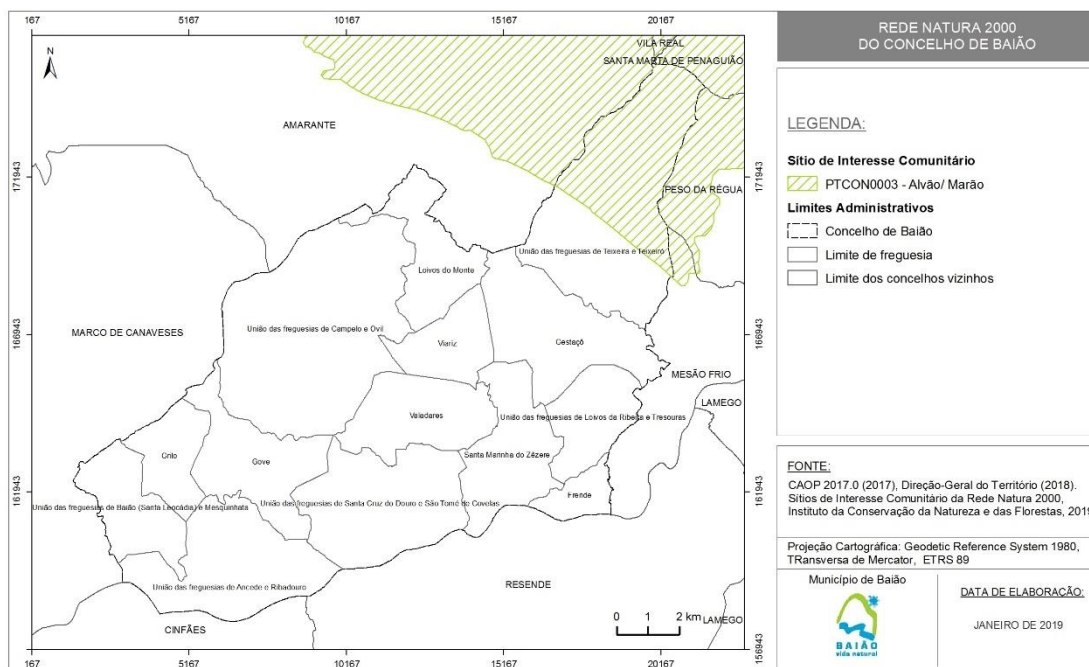 167
5167
10167
15167
20167
N
VILA REAL
SANTA MARTA DE PENAGUIÃO
AMARANTE
171943
171943
PESO DA RÉGUA
União das freguesias de Teixeira e Teixeiró
Loivos do Monte
MARCO DE CANAVESES
União das freguesias de Campelo e Ovil
166943
166943
Viariz
Gestaçô
MESÃO FRIO
LAMEGO
Valadares
União das freguesias de Loivos da Ribeira e Tresouras
Grilo
Gove
Santa Marinha do Zêzere
161943
161943
Frende
União das freguesias de Baião (Santa Leocádia) e Mesquinhata
União das freguesias de Santa Cruz do Douro e São Tomé de Covelas
União das freguesias de Ancede e Ribadouro
RESENDE
CINFÃES
LAMEGO
0 1 2 km
156943
167
5167
10167
15167
20167
REDE NATURA 2000
DO CONCELHO DE BAIÃO
LEGENDA:
Sítio de Interesse Comunitário
PTCON0003 - Alvão/ Marão
Limites Administrativos
Concelho de Baião
Limite de freguesia
Limite dos concelhos vizinhos
FONTE:
CAOP 2017.0 (2017), Direção-Geral do Território (2018).
Sítios de Interesse Comunitário da Rede Natura 2000,
Instituto da Conservação da Natureza e das Florestas, 2019
Projeção Cartográfica: Geodetic Reference System 1980,
TRansversa de Mercator, ETRS 89
Município de Baião
BAIÃO
vida natural
DATA DE ELABORAÇÃO:
JANEIRO DE 2019